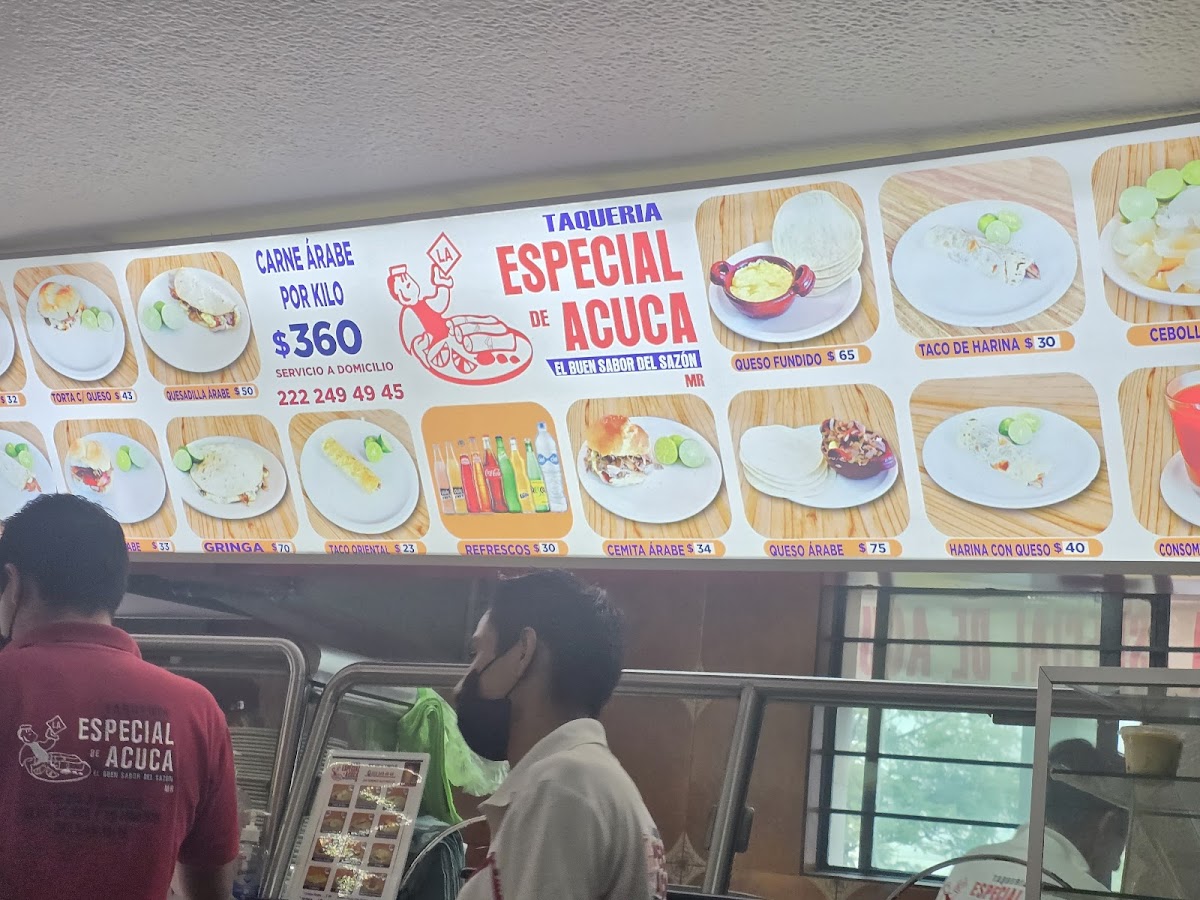 CARNE ÁRABE
POR KILO
$360
SERVICIO A DOMICILIO
222 249 49 45
LA
TAQUERIA
ESPECIAL
DE ACUCA
EL BUEN SABOR DEL SAZÓN
MR
$ 32
TORTA C/ QUESO $ 43
QUESADILLA ARABE $ 50
QUESO FUNDIDO $ 65
TACO DE HARINA $ 30
$ 33
GRINGA $ 70
TACO ORIENTAL $ 23
REFRESCOS $ 30
CEMITA ÁRABE $ 34
QUESO ÁRABE $ 75
HARINA CON QUESO $ 40
LA
ESPECIAL
DE ACUCA
EL BUEN SABOR DEL SAZÓN
MR
TAQUERIA